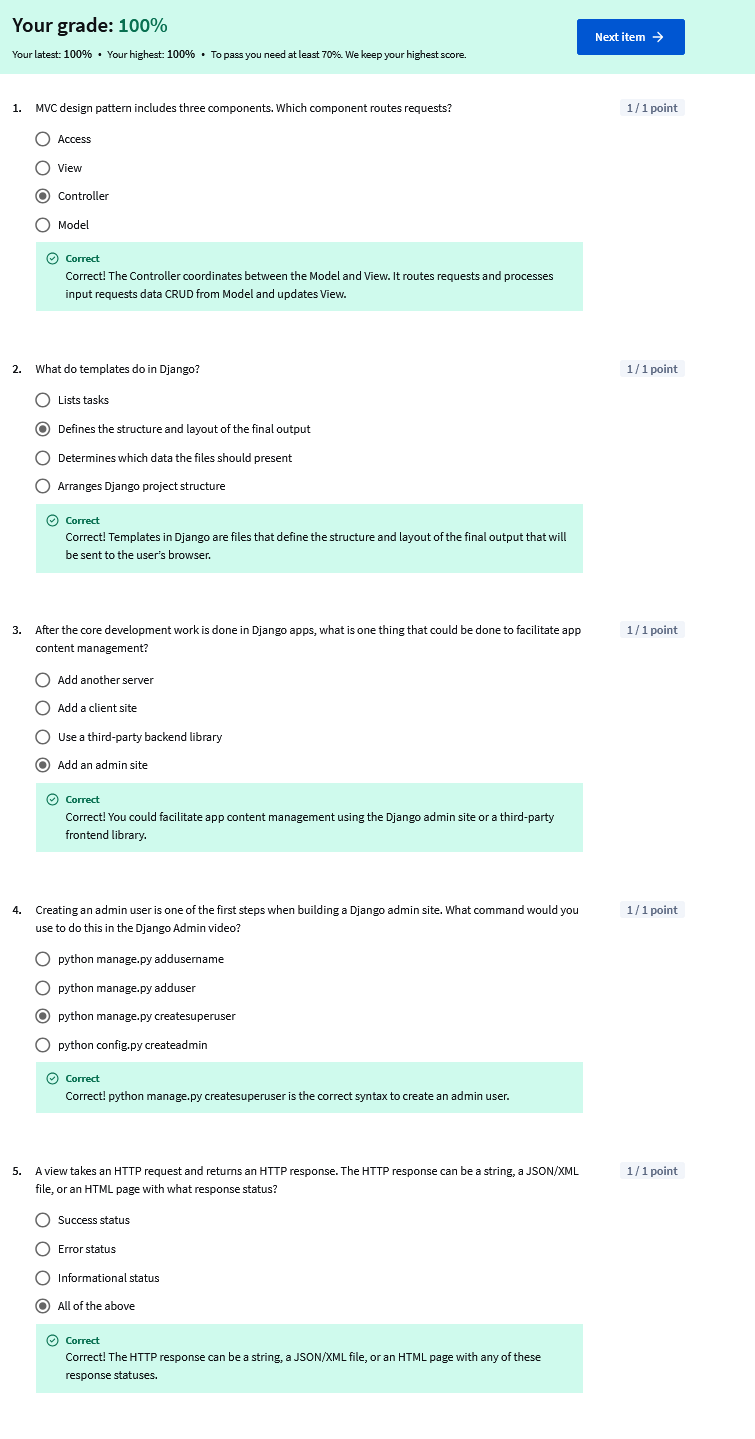 Your grade: 100%
Next item →
Your latest: 100% • Your highest: 100% • To pass you need at least 70%. We keep your highest score.
1. MVC design pattern includes three components. Which component routes requests?
1 / 1 point
Access
View
Controller
Model
Correct
Correct! The Controller coordinates between the Model and View. It routes requests and processes
input requests data CRUD from Model and updates View.
2. What do templates do in Django?
1 / 1 point
Lists tasks
Defines the structure and layout of the final output
Determines which data the files should present
Arranges Django project structure
Correct
Correct! Templates in Django are files that define the structure and layout of the final output that will
be sent to the user’s browser.
3. After the core development work is done in Django apps, what is one thing that could be done to facilitate app
content management?
1 / 1 point
Add another server
Add a client site
Use a third-party backend library
Add an admin site
Correct
Correct! You could facilitate app content management using the Django admin site or a third-party
frontend library.
4. Creating an admin user is one of the first steps when building a Django admin site. What command would you
use to do this in the Django Admin video?
1 / 1 point
python manage.py addusername
python manage.py adduser
python manage.py createsuperuser
python config.py createadmin
Correct
Correct! python manage.py createsuperuser is the correct syntax to create an admin user.
5. A view takes an HTTP request and returns an HTTP response. The HTTP response can be a string, a JSON/XML
file, or an HTML page with what response status?
1 / 1 point
Success status
Error status
Informational status
All of the above
Correct
Correct! The HTTP response can be a string, a JSON/XML file, or an HTML page with any of these
response statuses.